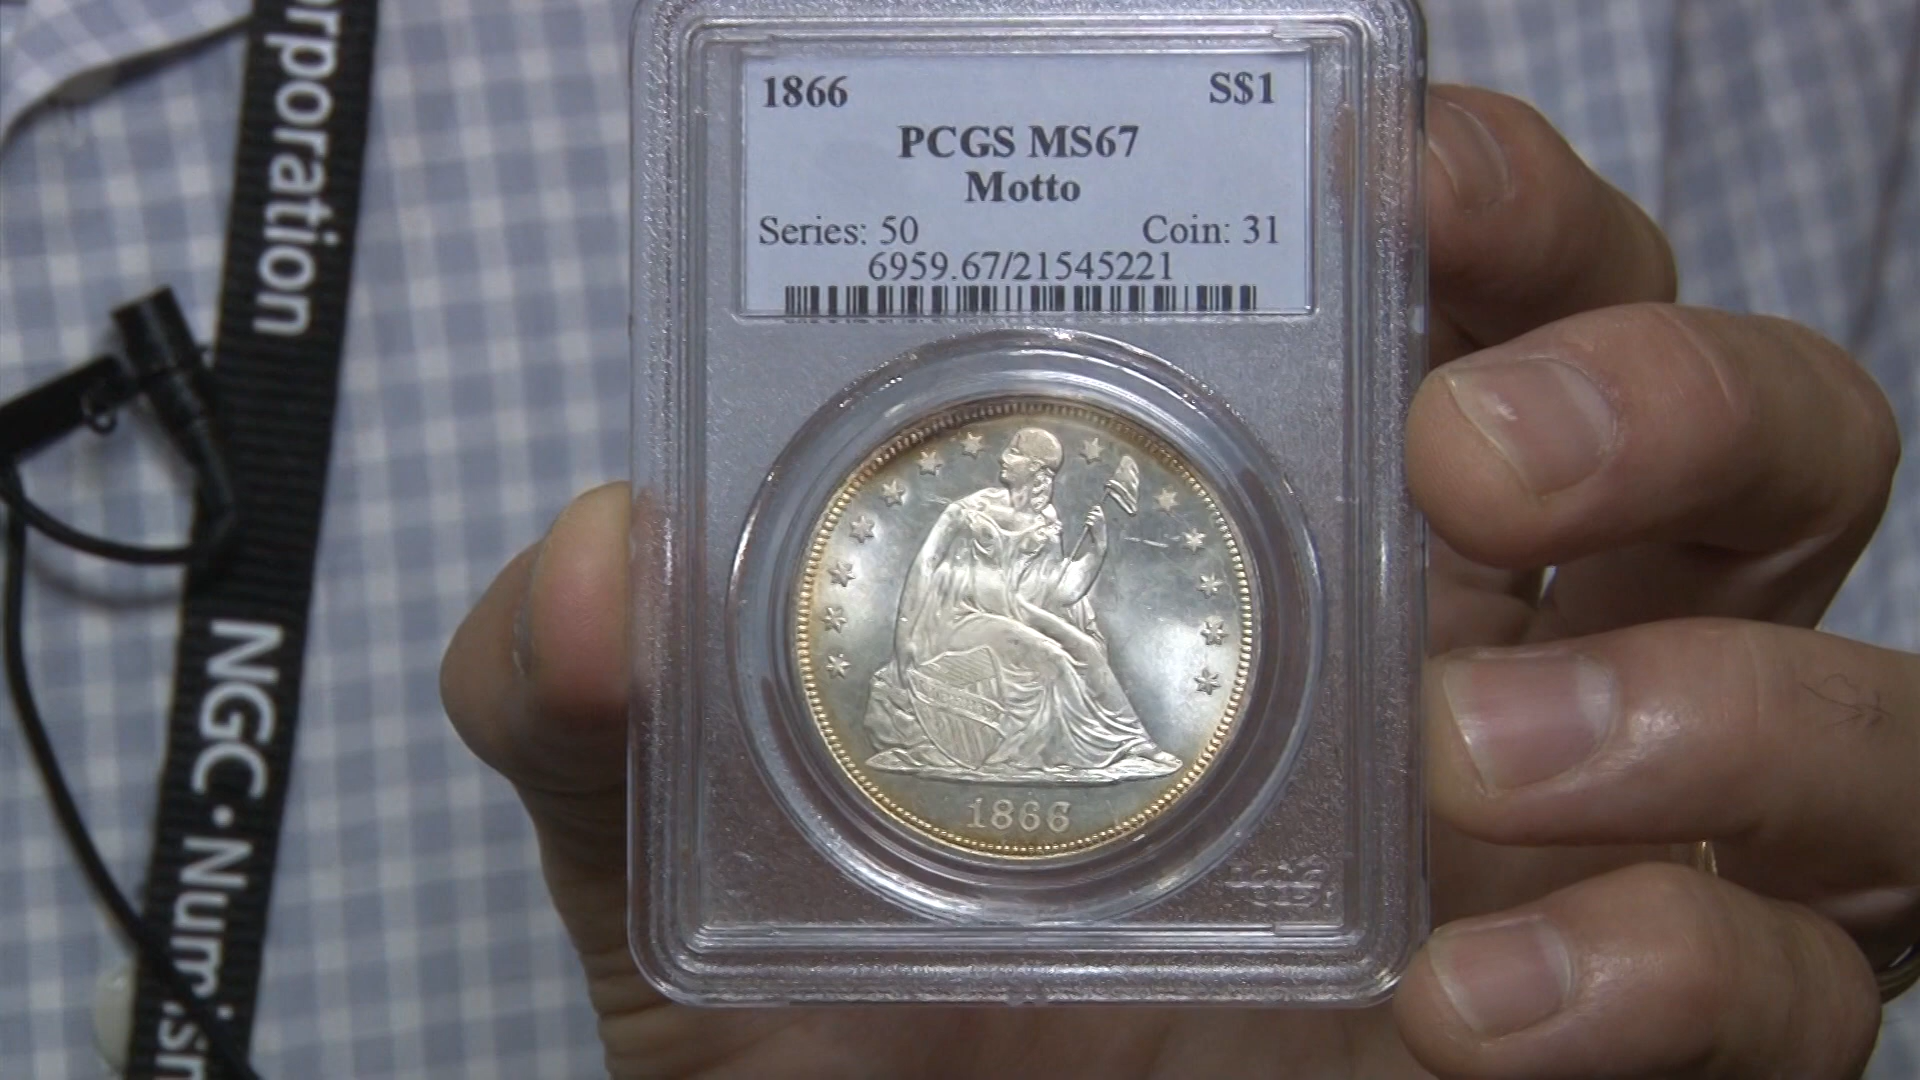 1866 S$1
PCGS MS67
Motto
Series: 50 Coin: 31
6959.67/21545221
1866
rporation
NGC • Num